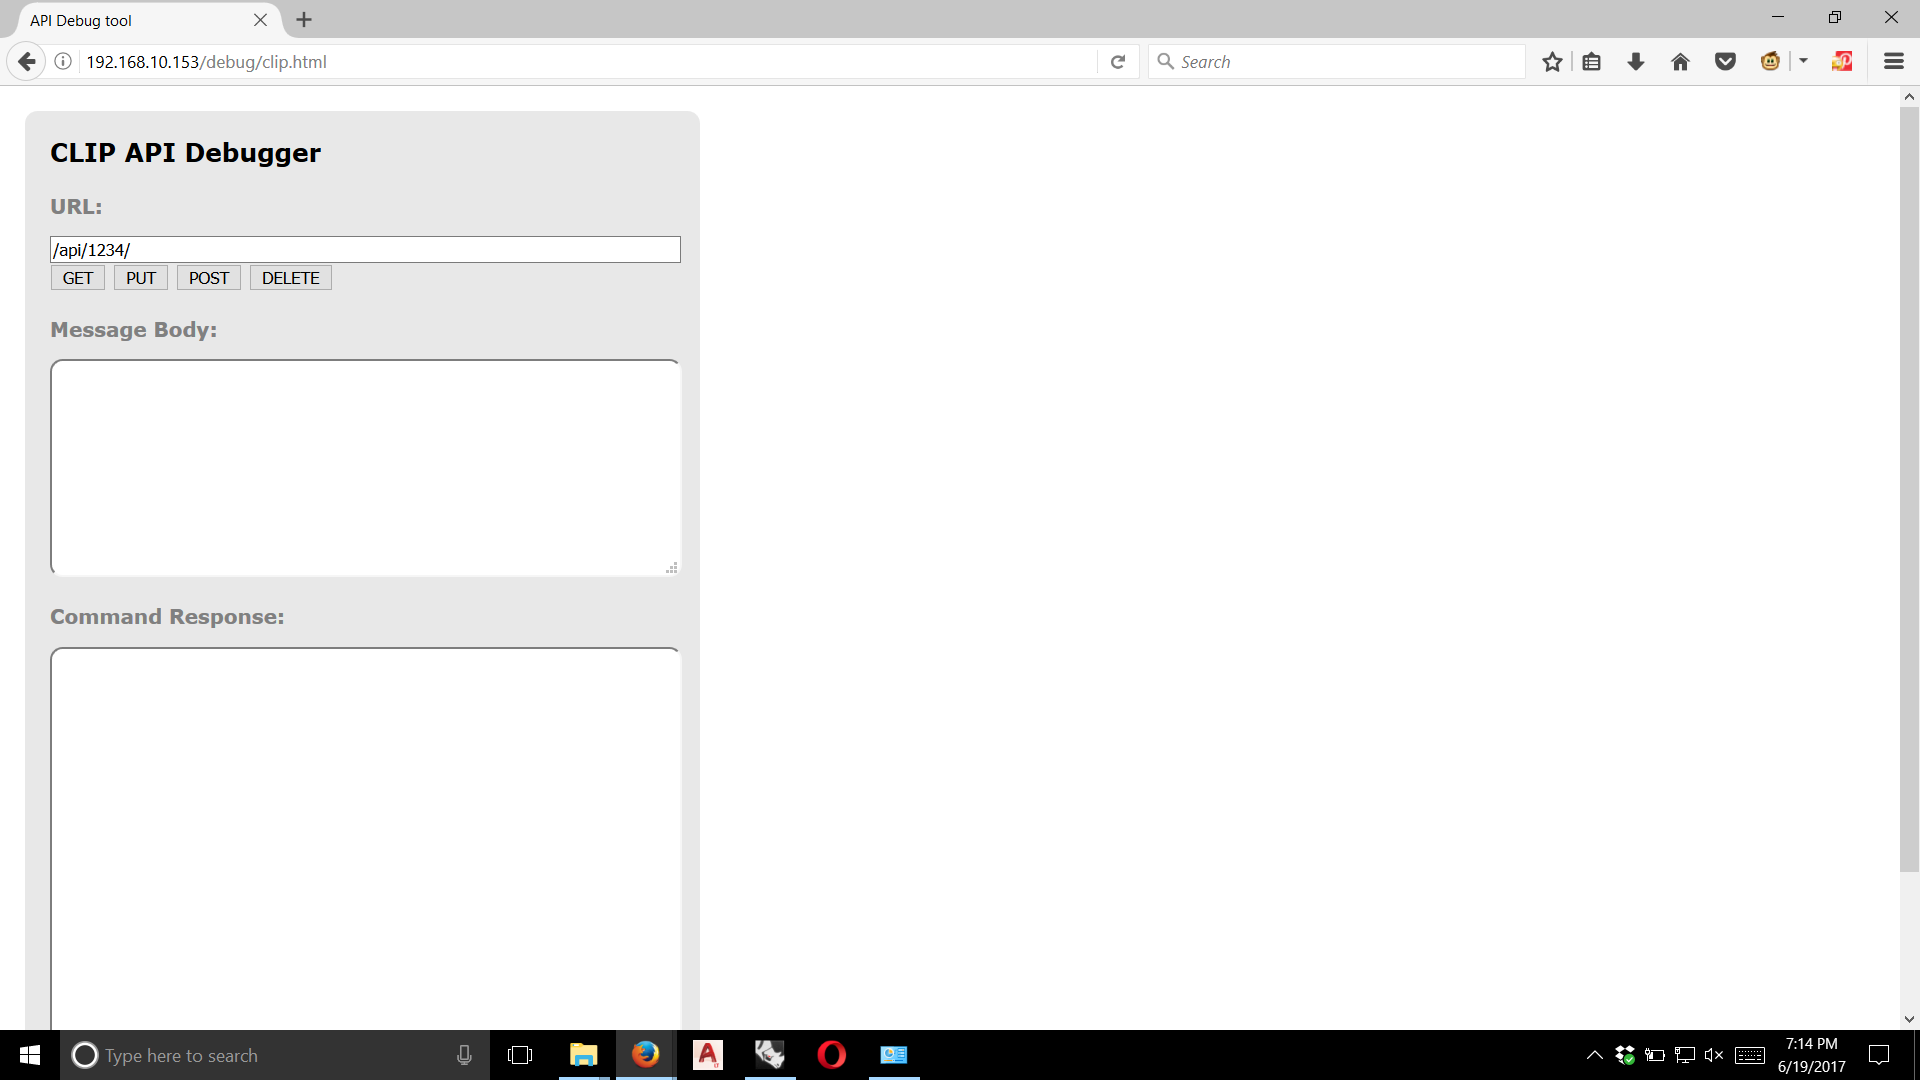 API Debug tool
192.168.10.153/debug/clip.html
Search
CLIP API Debugger
URL:
/api/1234/
GET PUT POST DELETE
Message Body:
Command Response:
Type here to search
7:14 PM
6/19/2017